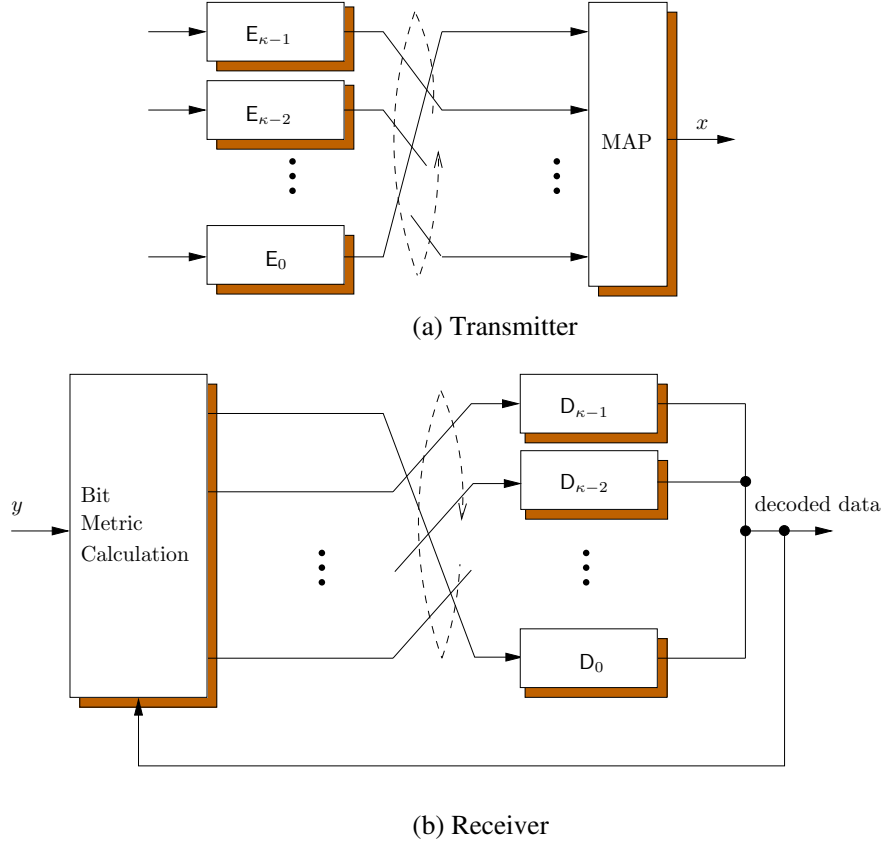 E_{κ−1}
E_{κ−2}
E_0
MAP
x
(a) Transmitter
y
Bit
Metric
Calculation
D_{κ−1}
D_{κ−2}
D_0
decoded data
(b) Receiver